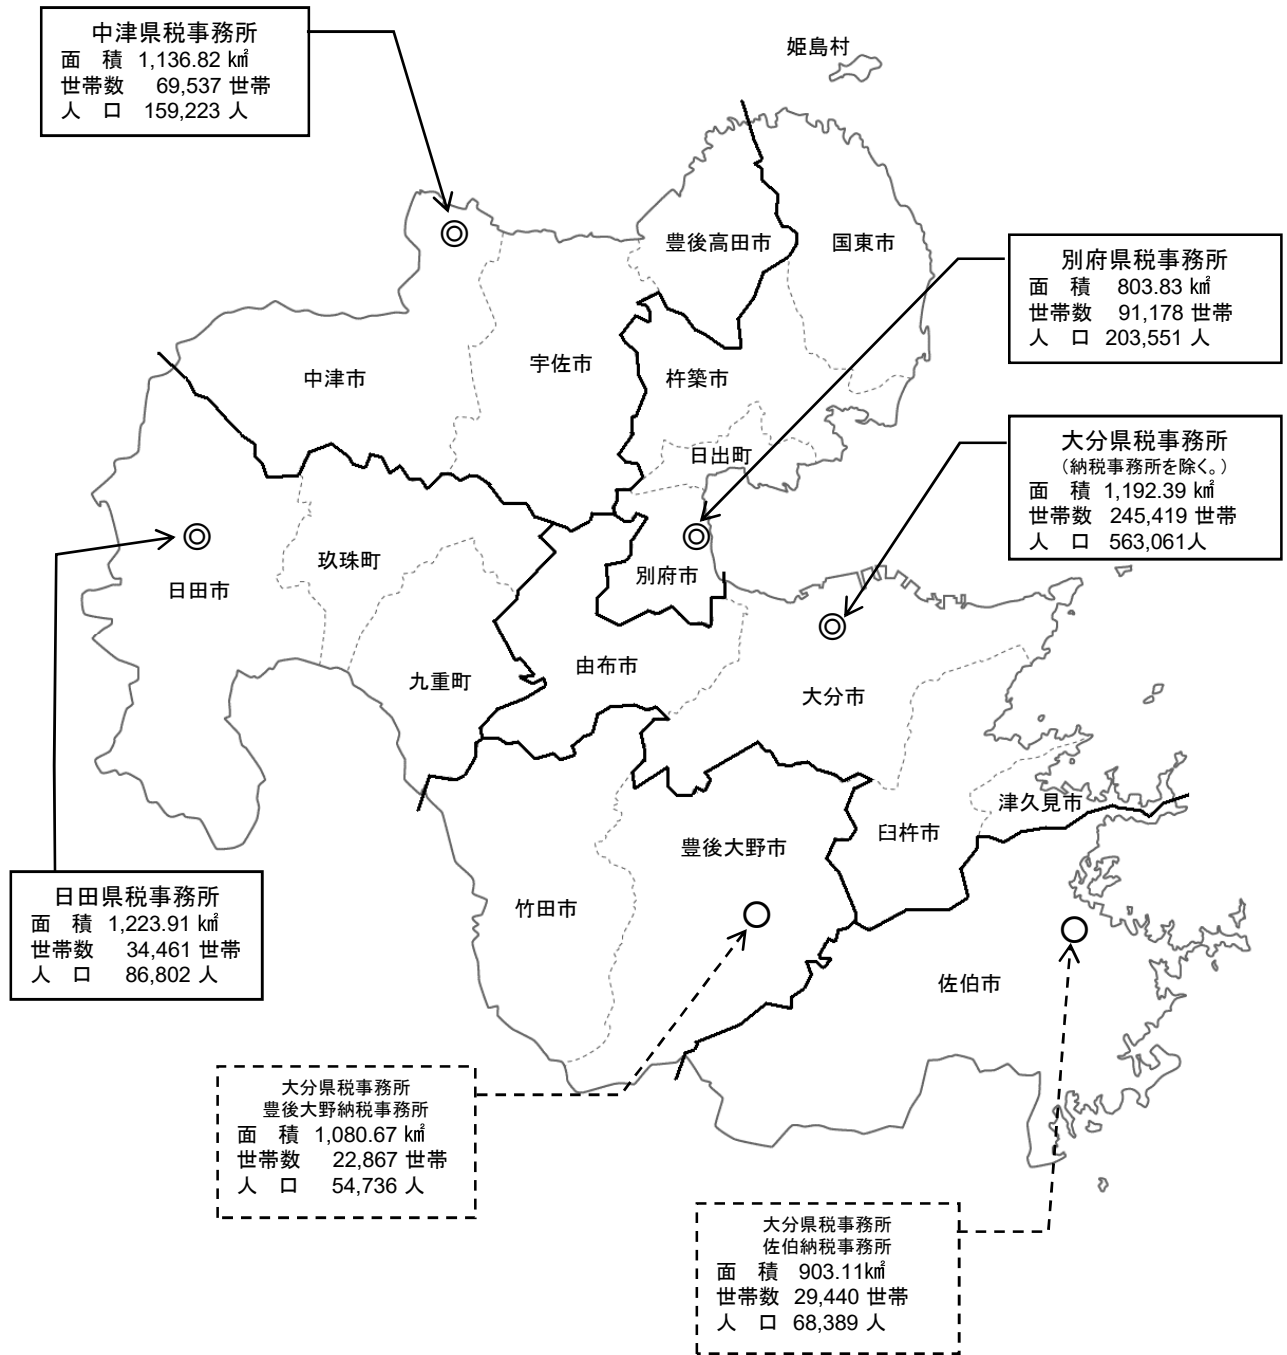 中津県税事務所
面　積 1,136.82 ㎢
世帯数 69,537 世帯
人　口 159,223 人
姫島村
豊後高田市
国東市
別府県税事務所
面　積 803.83 ㎢
世帯数 91,178 世帯
人　口 203,551 人
中津市
宇佐市
杵築市
日出町
大分県税事務所
（納税事務所を除く。）
面　積 1,192.39 ㎢
世帯数 245,419 世帯
人　口 563,061人
日田市
玖珠町
別府市
九重町
由布市
大分市
津久見市
臼杵市
豊後大野市
竹田市
佐伯市
日田県税事務所
面　積 1,223.91 ㎢
世帯数 34,461 世帯
人　口 86,802 人
大分県税事務所
豊後大野納税事務所
面　積 1,080.67 ㎢
世帯数 22,867 世帯
人　口 54,736 人
大分県税事務所
佐伯納税事務所
面　積 903.11㎢
世帯数 29,440 世帯
人　口 68,389 人